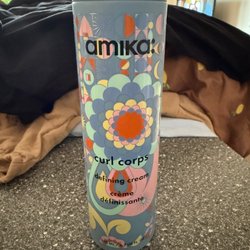 amika:
curl corps
defining cream
crème
définissante